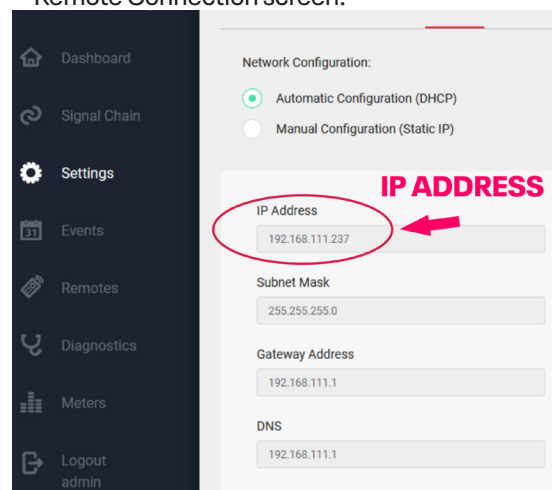 Remote Connection screen.
Dashboard
Signal Chain
Settings
31
Events
Remotes
Diagnostics
Meters
Logout
admin
Network Configuration:
Automatic Configuration (DHCP)
Manual Configuration (Static IP)
IP ADDRESS
IP Address
192.168.111.237
Subnet Mask
255.255.255.0
Gateway Address
192.168.111.1
DNS
192.168.111.1